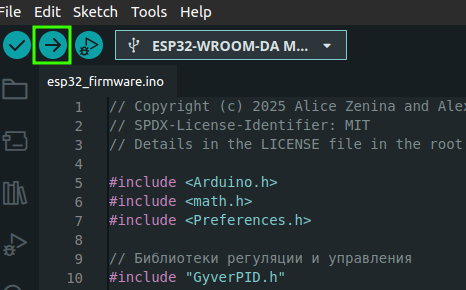 File Edit Sketch Tools Help
ESP32-WROOM-DA M...
esp32_firmware.ino
1 // Copyright (c) 2025 Alice Zenina and Alex
2 // SPDX-License-Identifier: MIT
3 // Details in the LICENSE file in the root
4
5 #include <Arduino.h>
6 #include <math.h>
7 #include <Preferences.h>
8
9 // Библиотеки регуляции и управления
10 #include "GyverPID.h"